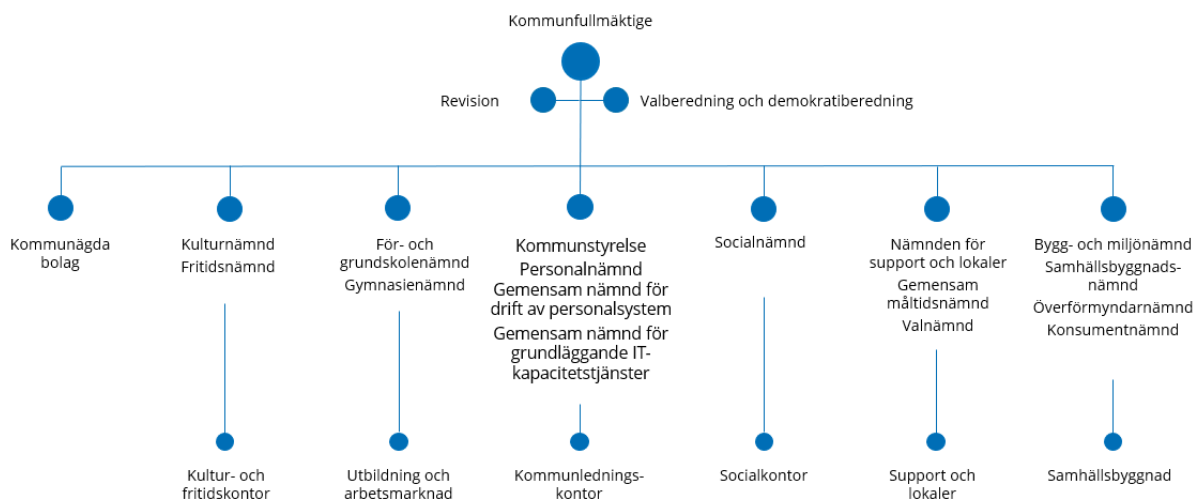 Kommunfullmäktige
Revision
Valberedning och demokratiberedning
Kommunägda
bolag
Kulturnämnd
Fritidsnämnd
För- och
grundskolenämnd
Gymnasienämnd
Kommunstyrelse
Personalnämnd
Gemensam nämnd för
drift av personalsystem
Gemensam nämnd för
grundläggande IT-
kapacitetstjänster
Socialnämnd
Nämnden för
support och lokaler
Gemensam
måltidsnämnd
Valnämnd
Bygg- och miljönämnd
Samhällsbyggnads-
nämnd
Överförmyndarnämnd
Konsumentnämnd
Kultur- och
fritidskontor
Utbildning och
arbetsmarknad
Kommunlednings-
kontor
Socialkontor
Support och
lokaler
Samhällsbyggnad